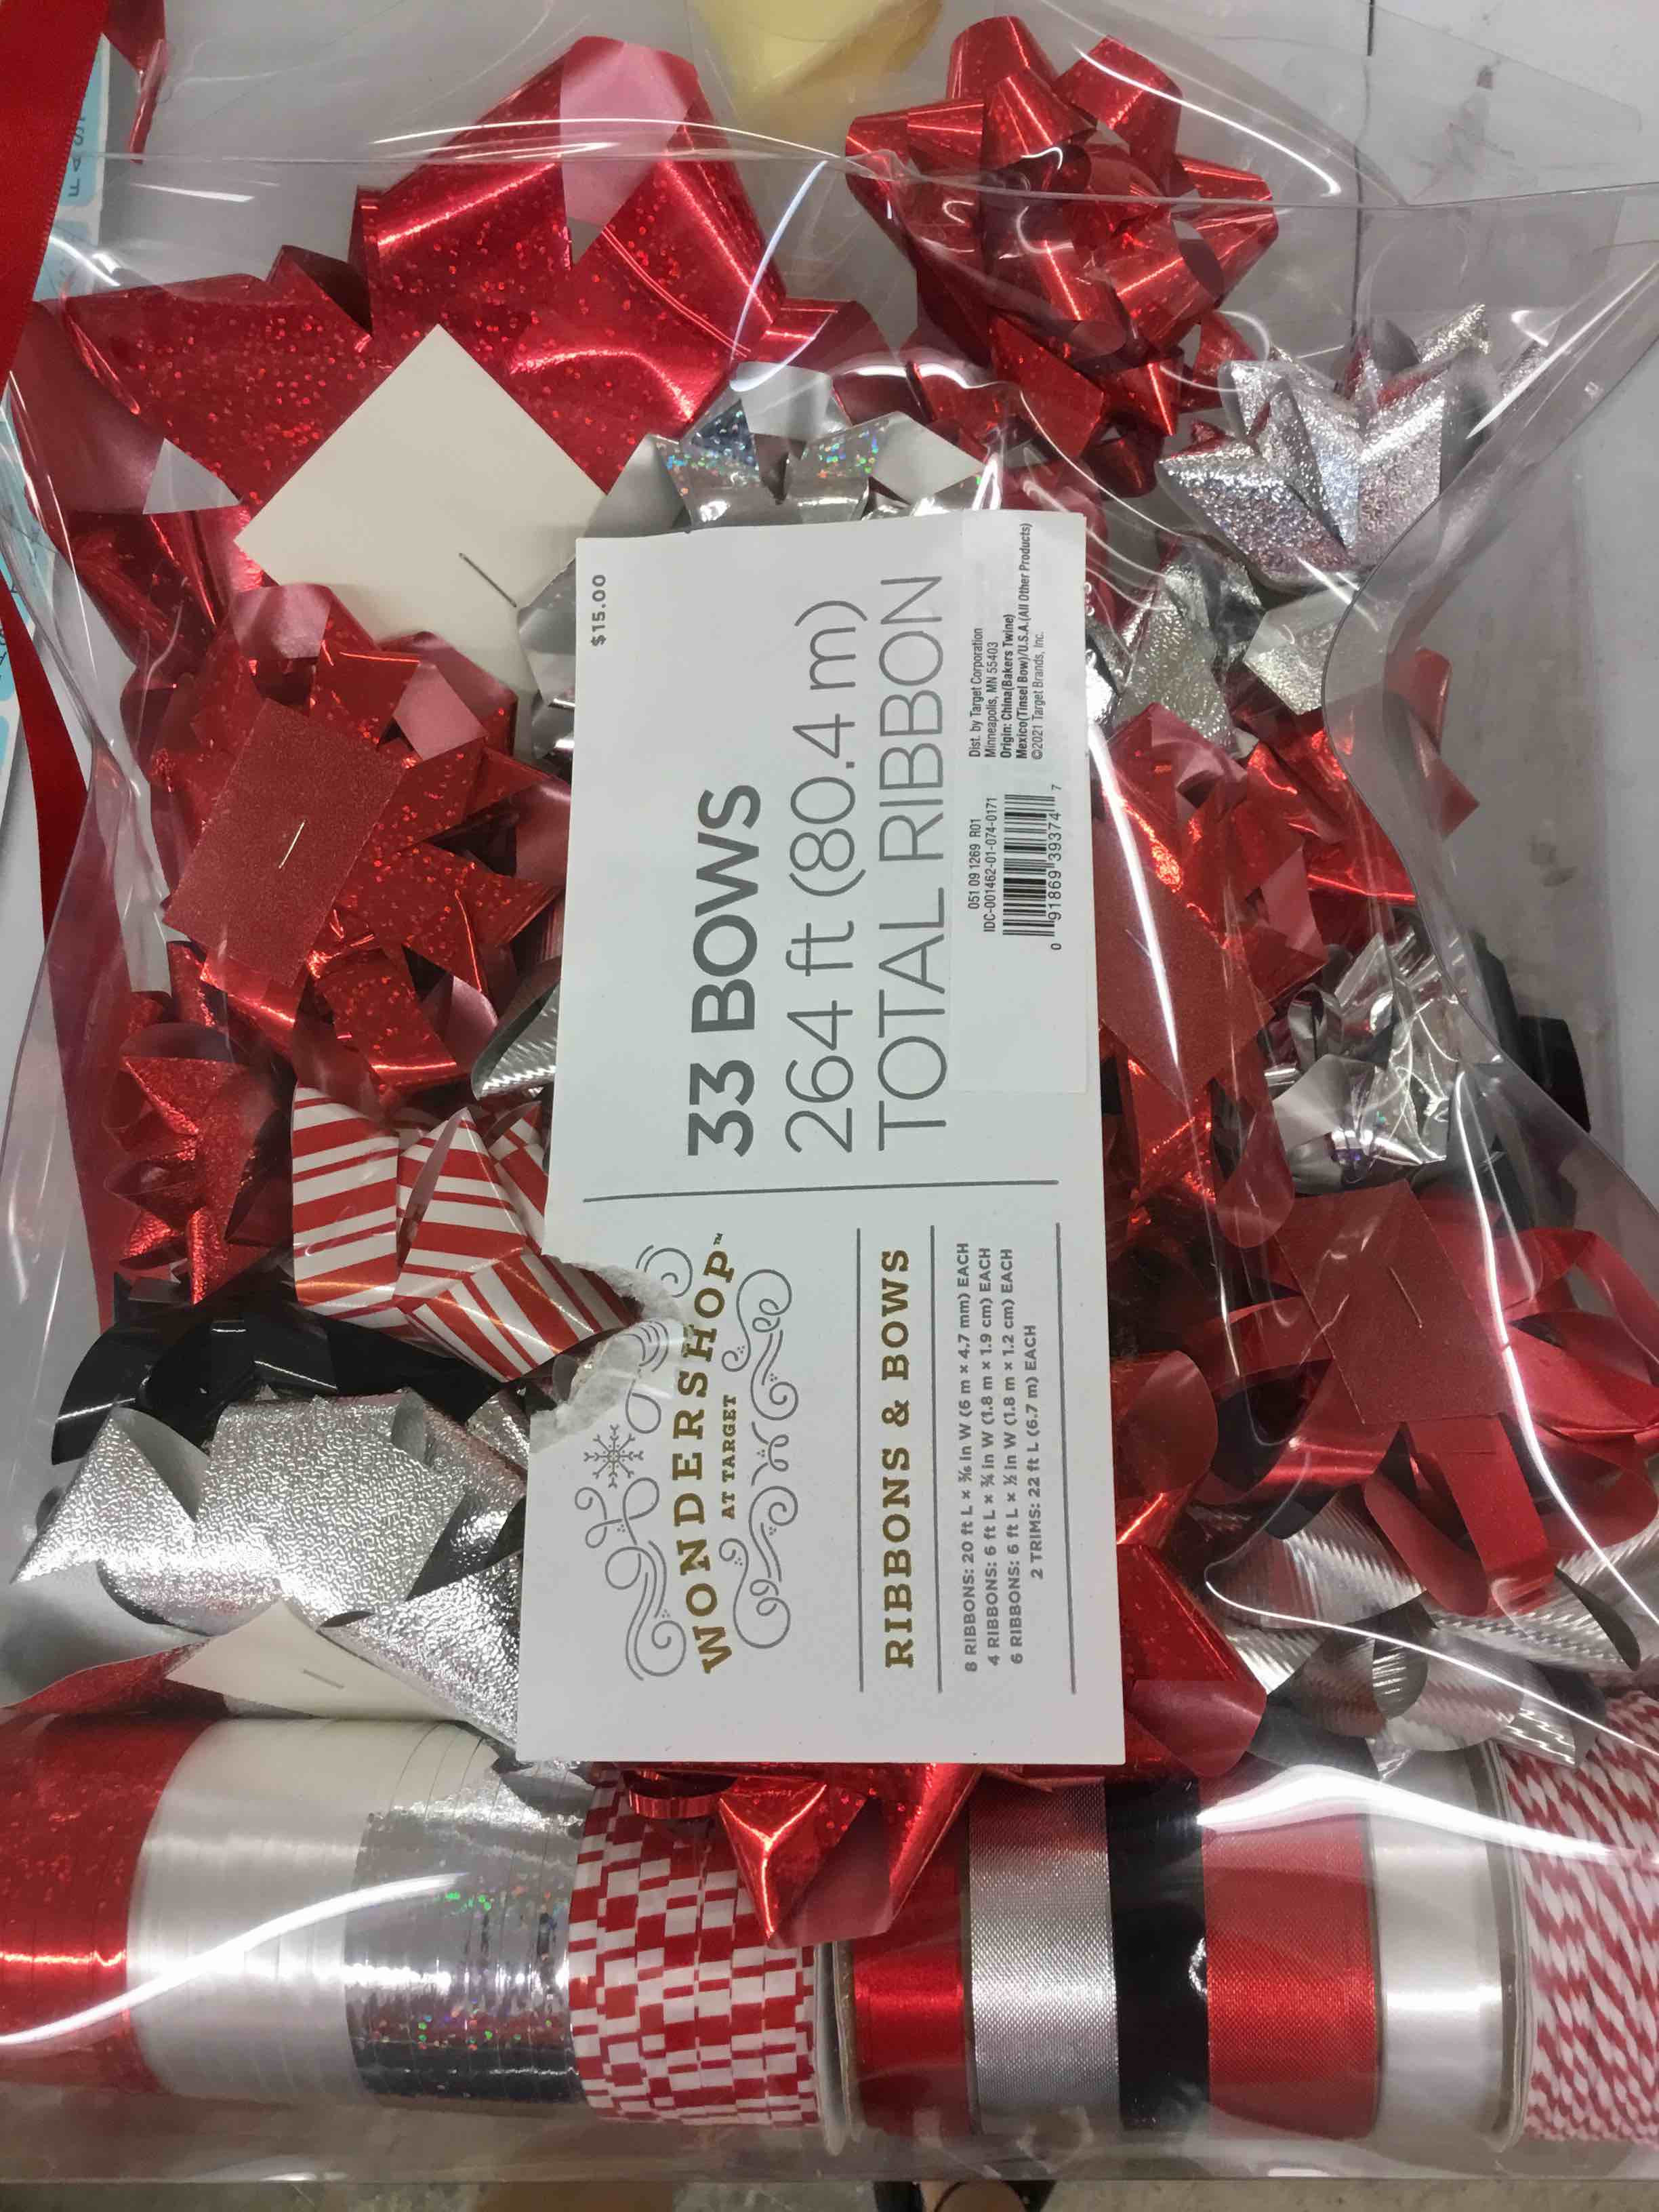 WONDERSHOP™
AT TARGET
RIBBONS & BOWS
8 RIBBONS: 20 ft L × 3⁄16 in W (6 m × 4.7 mm) EACH
4 RIBBONS: 6 ft L × ¾ in W (1.8 m × 1.9 cm) EACH
6 RIBBONS: 6 ft L × ½ in W (1.8 m × 1.2 cm) EACH
2 TRIMS: 22 ft L (6.7 m) EACH
$15.00
33 BOWS
264 ft (80.4 m)
TOTAL RIBBON
051 09 1269 R01
IDC-001462-01-074-0171
0 91869 39374 7
Dist. by Target Corporation
Minneapolis, MN 55403
Origin: China(Bakers Twine)
Mexico(Tinsel Bow)/U.S.A.(All Other Products)
©2021 Target Brands, Inc.